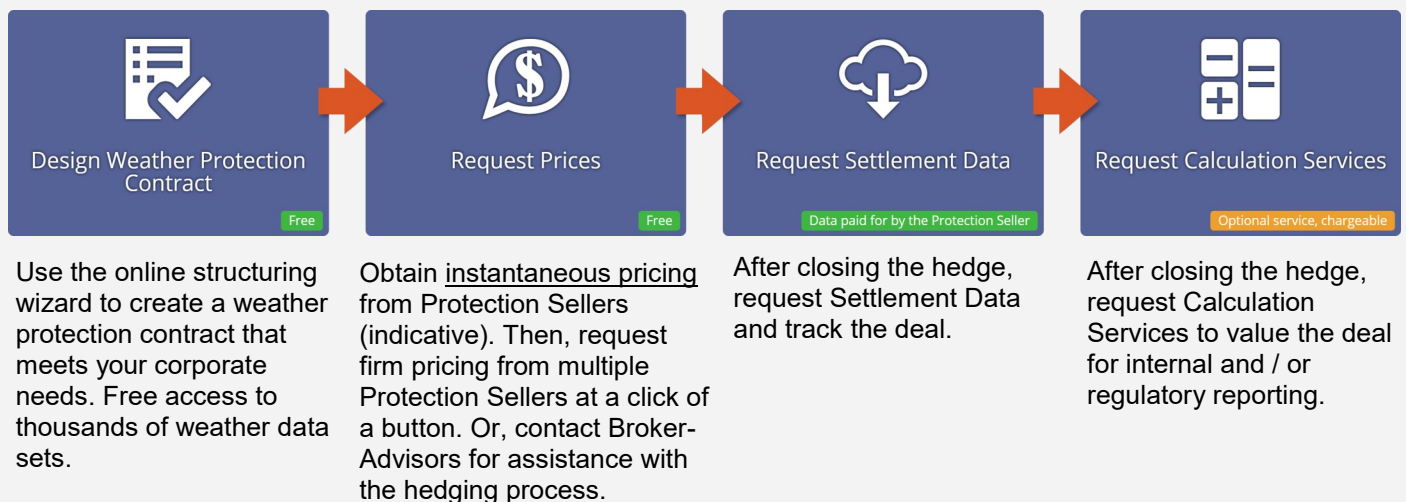 $
Design Weather Protection
Contract
Free
Request Prices
Free
Request Settlement Data
Data paid for by the Protection Seller
Request Calculation Services
Optional service, chargeable
Use the online structuring
wizard to create a weather
protection contract that
meets your corporate
needs. Free access to
thousands of weather data
sets.
Obtain instantaneous pricing
from Protection Sellers
(indicative). Then, request
firm pricing from multiple
Protection Sellers at a click of
a button. Or, contact Broker-
Advisors for assistance with
the hedging process.
After closing the hedge,
request Settlement Data
and track the deal.
After closing the hedge,
request Calculation
Services to value the deal
for internal and / or
regulatory reporting.